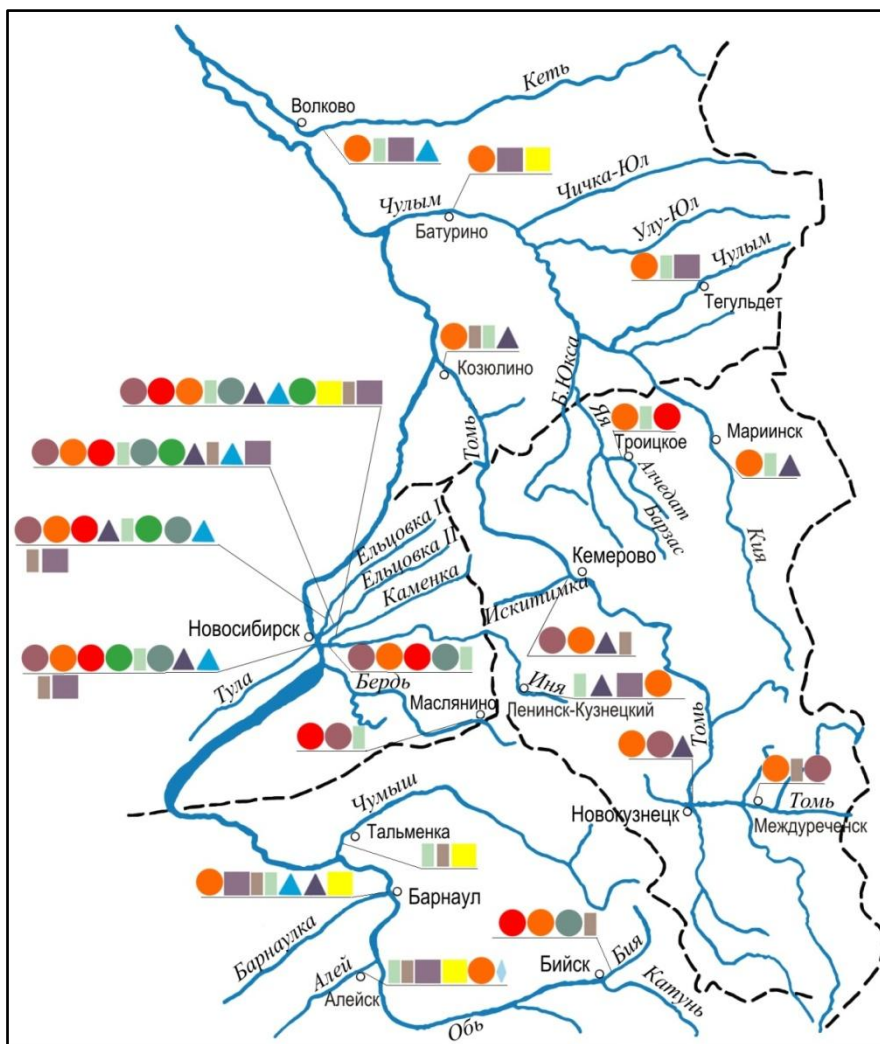 Кеть
Волково
Чулым
Батурино
Чичка-Юл
Улу-Юл
Чулым
Тегульдет
Козюлино
Томь
Б.Юкса
Яя
Троицкое
Алчедат
Барзас
Мариинск
Кия
Ельцовка I
Ельцовка II
Каменка
Кемерово
Искитимка
Новосибирск
Тула
Бердь
Маслянино
Иня
Ленинск-Кузнецкий
Томь
Новокузнецк
Томь
Междуреченск
Чумыш
Тальменка
Барнаул
Барнаулка
Алей
Алейск
Бийск
Бия
Катунь
Обь